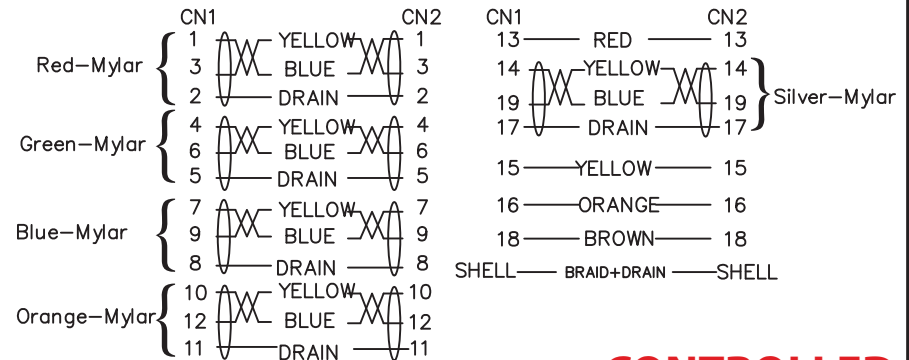 CN1 CN2
Red–Mylar { 1 YELLOW 1
3 BLUE 3
2 DRAIN 2
Green–Mylar { 4 YELLOW 4
6 BLUE 6
5 DRAIN 5
Blue–Mylar { 7 YELLOW 7
9 BLUE 9
8 DRAIN 8
Orange–Mylar { 10 YELLOW 10
12 BLUE 12
11 DRAIN 11
CN1 CN2
13 RED 13
14 YELLOW 14
19 BLUE 19 } Silver–Mylar
17 DRAIN 17
15 YELLOW 15
16 ORANGE 16
18 BROWN 18
SHELL BRAID+DRAIN SHELL